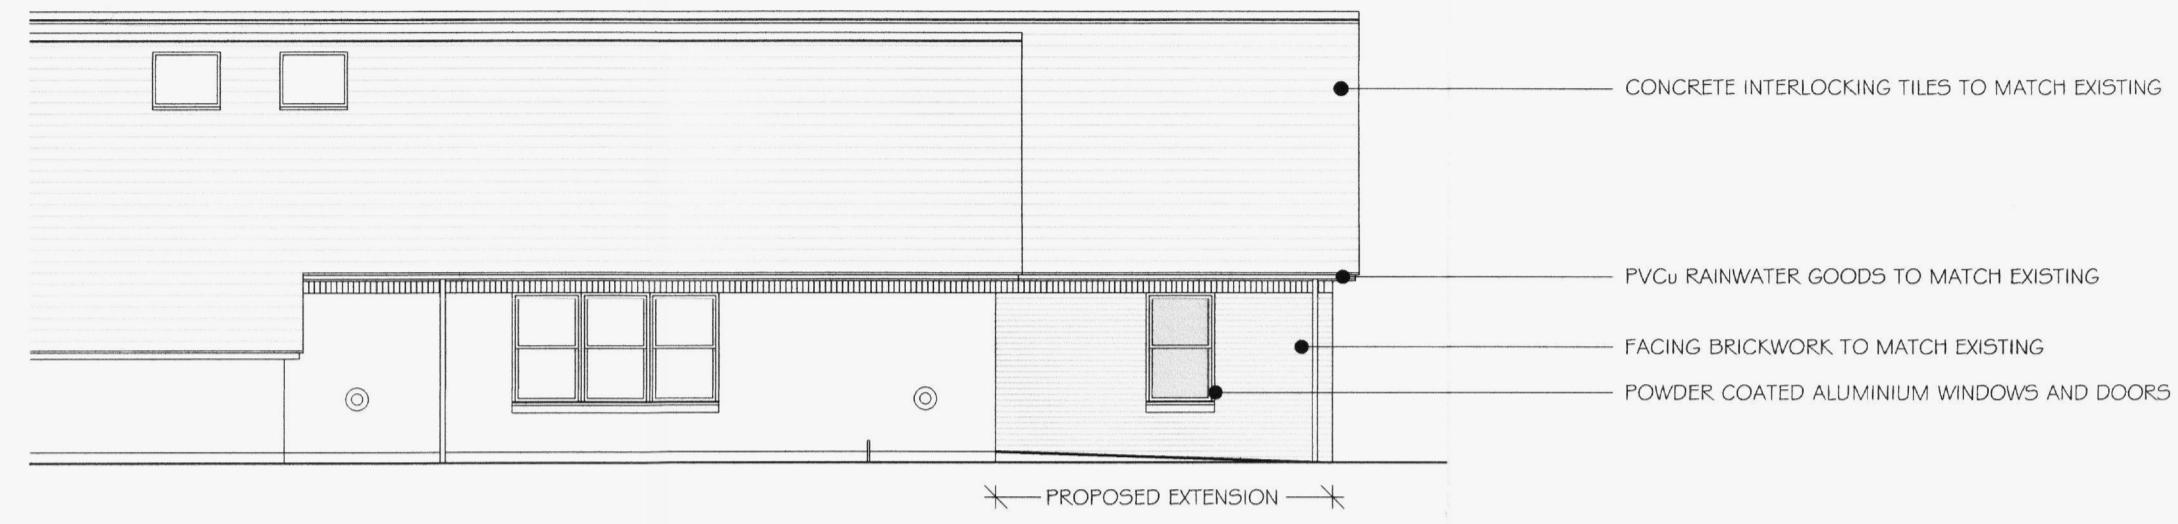 CONCRETE INTERLOCKING TILES TO MATCH EXISTING
PVCu RAINWATER GOODS TO MATCH EXISTING
FACING BRICKWORK TO MATCH EXISTING
POWDER COATED ALUMINIUM WINDOWS AND DOORS
PROPOSED EXTENSION